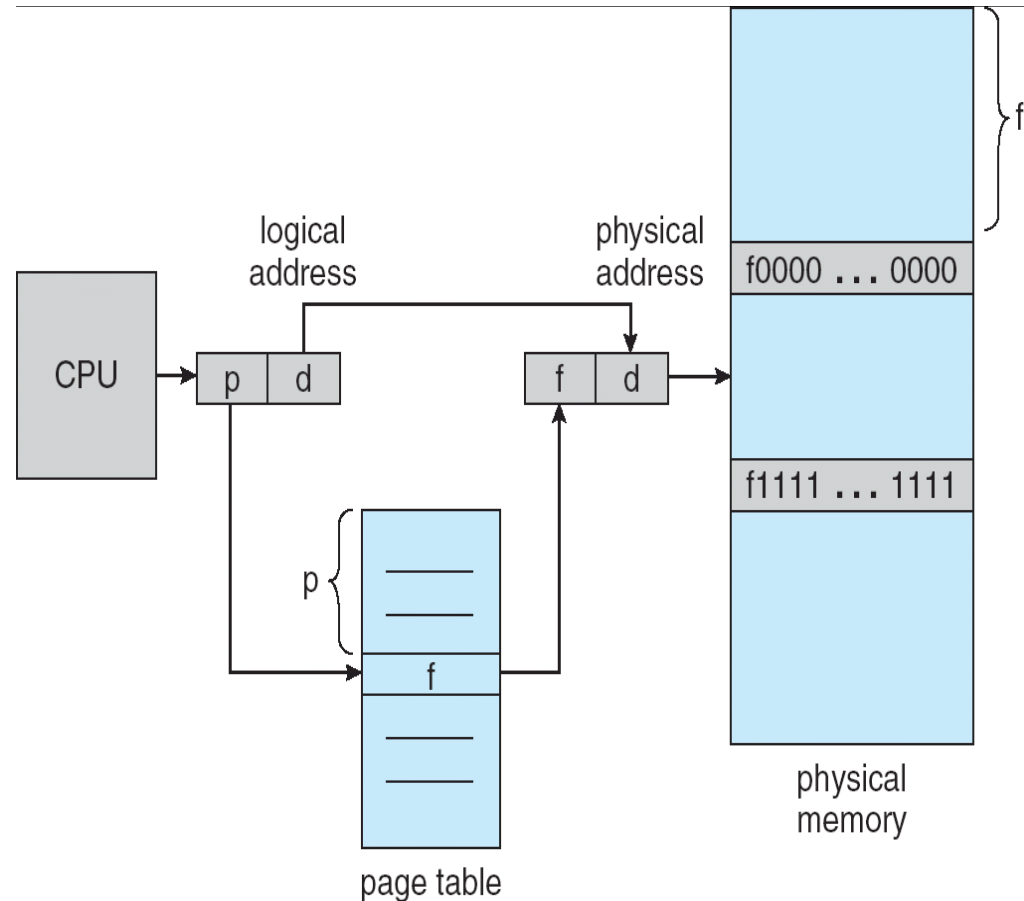 f
logical
address
physical
address
f0000 ... 0000
CPU
p
d
f
d
f1111 ... 1111
p
f
physical
memory
page table